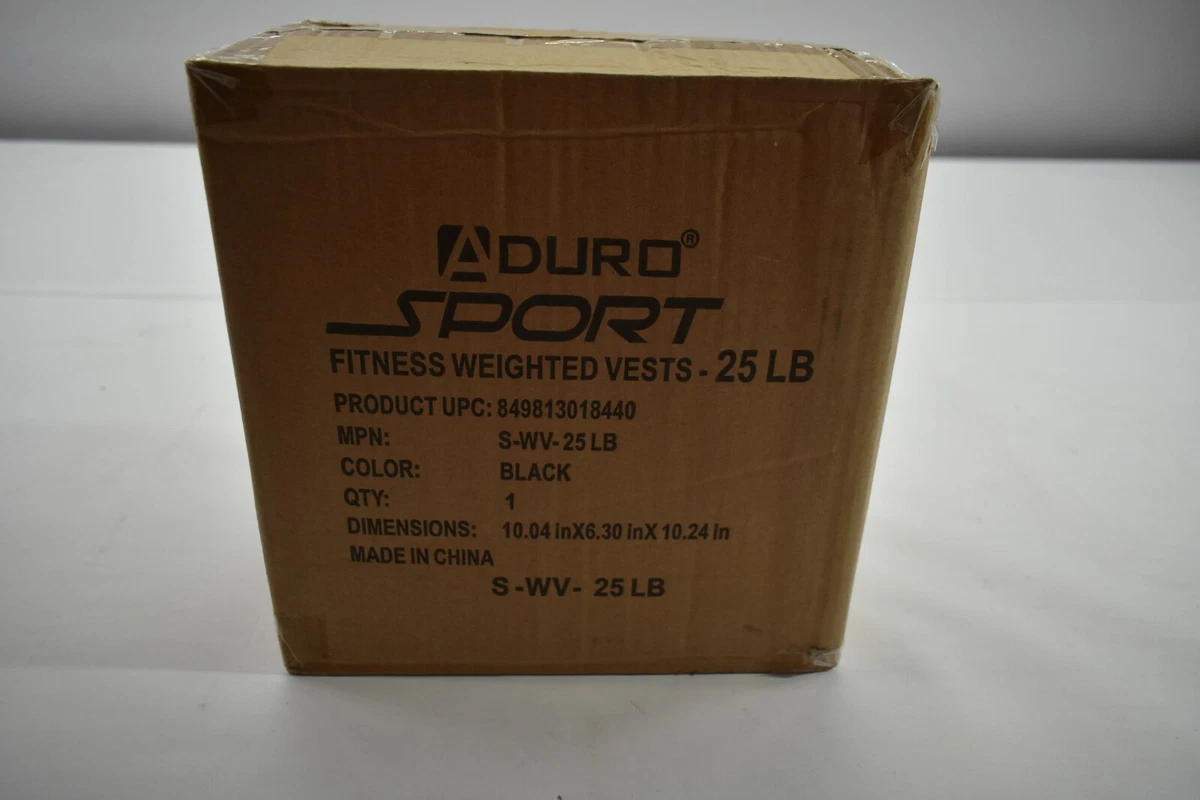 ADURO®
SPORT
FITNESS WEIGHTED VESTS - 25 LB
PRODUCT UPC: 849813018440
MPN: S-WV-25 LB
COLOR: BLACK
QTY: 1
DIMENSIONS: 10.04 inX6.30 inX 10.24 in
MADE IN CHINA
S-WV- 25 LB